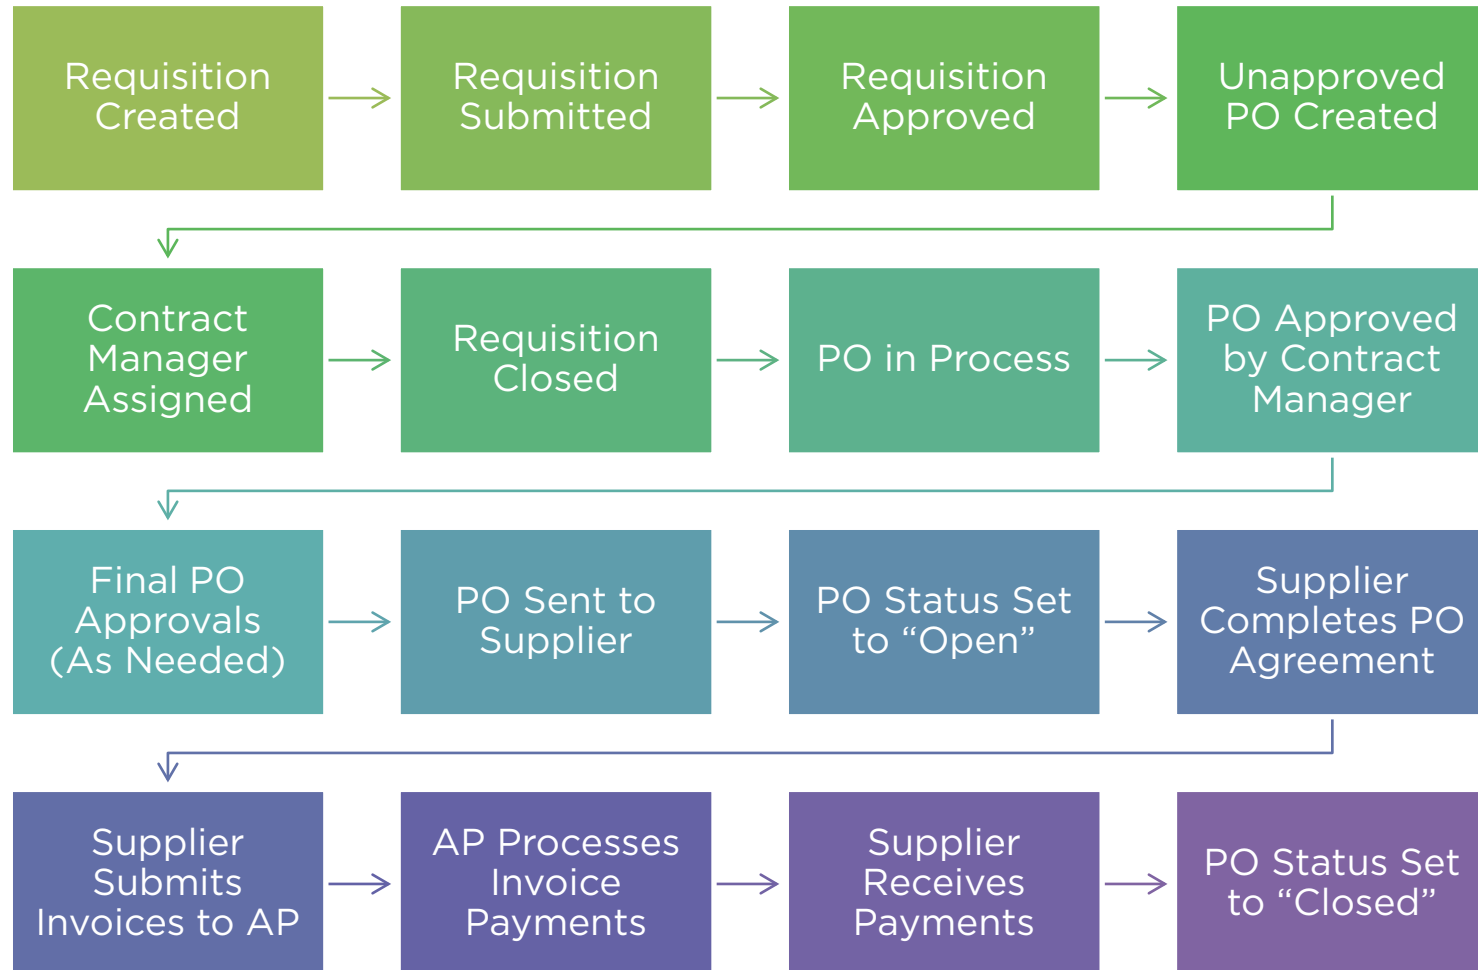 Requisition
Created
Requisition
Submitted
Requisition
Approved
Unapproved
PO Created
Contract
Manager
Assigned
Requisition
Closed
PO in Process
PO Approved
by Contract
Manager
Final PO
Approvals
(As Needed)
PO Sent to
Supplier
PO Status Set
to “Open”
Supplier
Completes PO
Agreement
Supplier
Submits
Invoices to AP
AP Processes
Invoice
Payments
Supplier
Receives
Payments
PO Status Set
to “Closed”